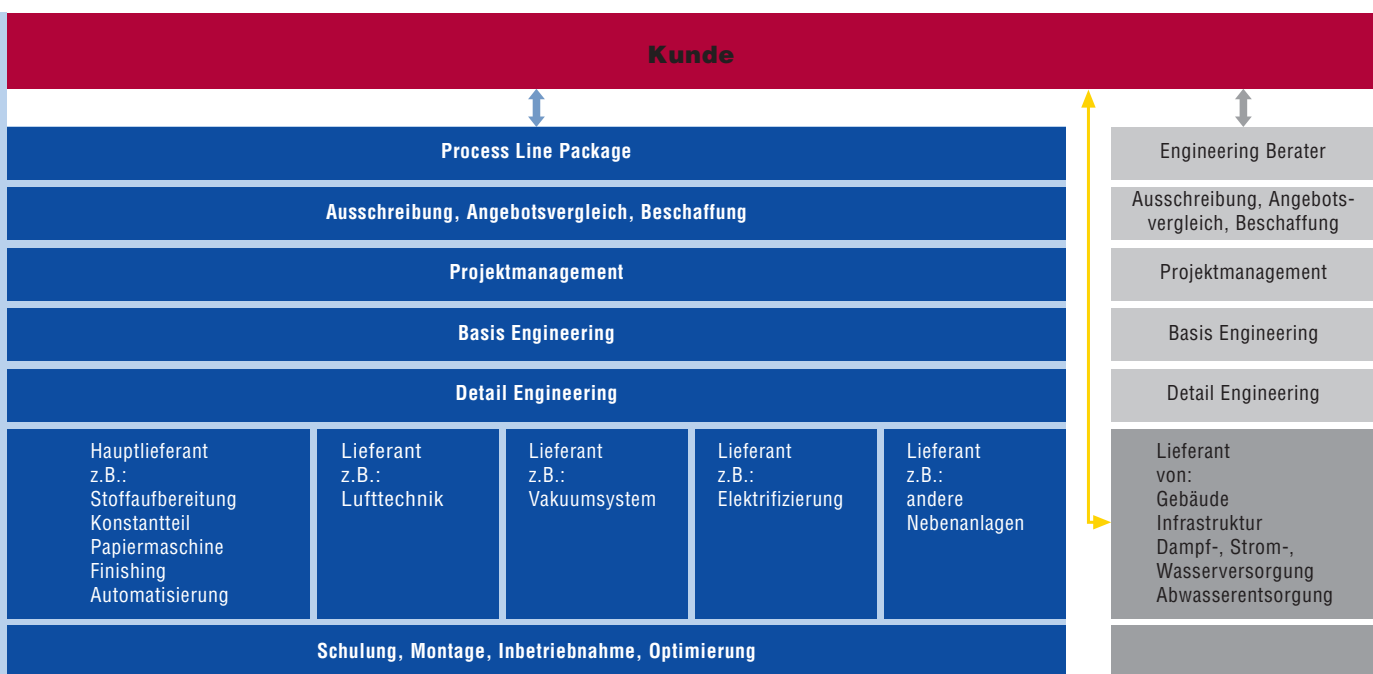 Kunde
Process Line Package
Ausschreibung, Angebotsvergleich, Beschaffung
Projektmanagement
Basis Engineering
Detail Engineering
Hauptlieferant
z.B.:
Stoffaufbereitung
Konstantteil
Papiermaschine
Finishing
Automatisierung
Lieferant
z.B.:
Lufttechnik
Lieferant
z.B.:
Vakuumsystem
Lieferant
z.B.:
Elektrifizierung
Lieferant
z.B.:
andere
Nebenanlagen
Schulung, Montage, Inbetriebnahme, Optimierung
Engineering Berater
Ausschreibung, Angebots-
vergleich, Beschaffung
Projektmanagement
Basis Engineering
Detail Engineering
Lieferant
von:
Gebäude
Infrastruktur
Dampf-, Strom-,
Wasserversorgung
Abwasserentsorgung